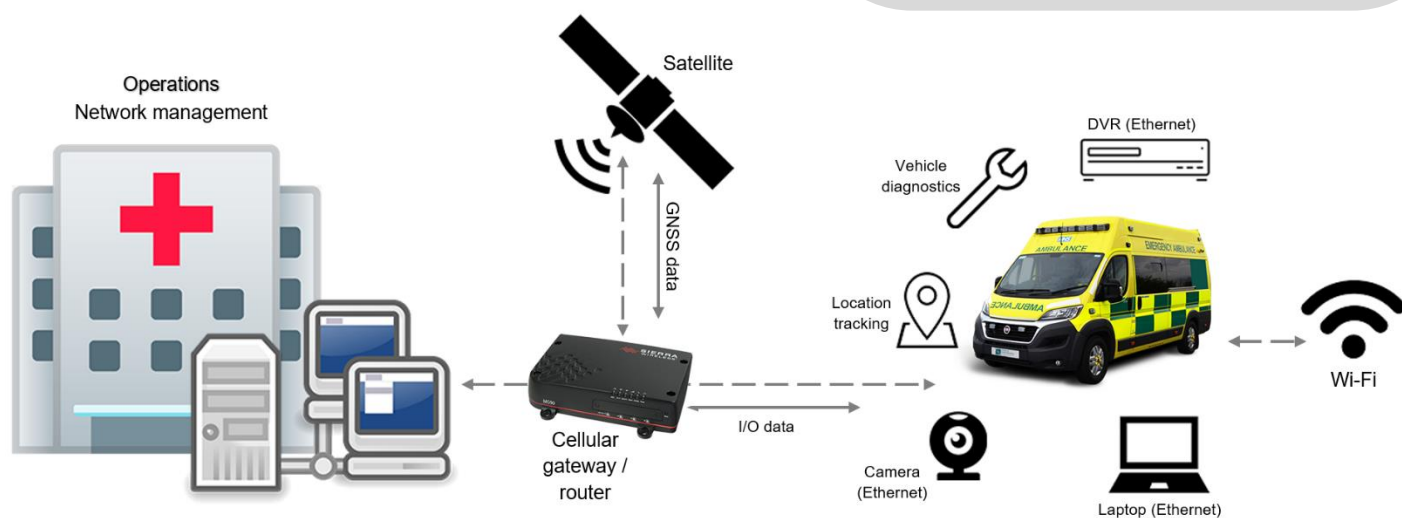 Operations
Network management
Satellite
GNSS data
SIERRA
WIRELESS
Cellular
gateway /
router
I/O data
Vehicle
diagnostics
DVR (Ethernet)
Location
tracking
AMBULANCE
EMERGENCY AMBULANCE
AMBULANCE
Camera
(Ethernet)
Laptop (Ethernet)
Wi-Fi